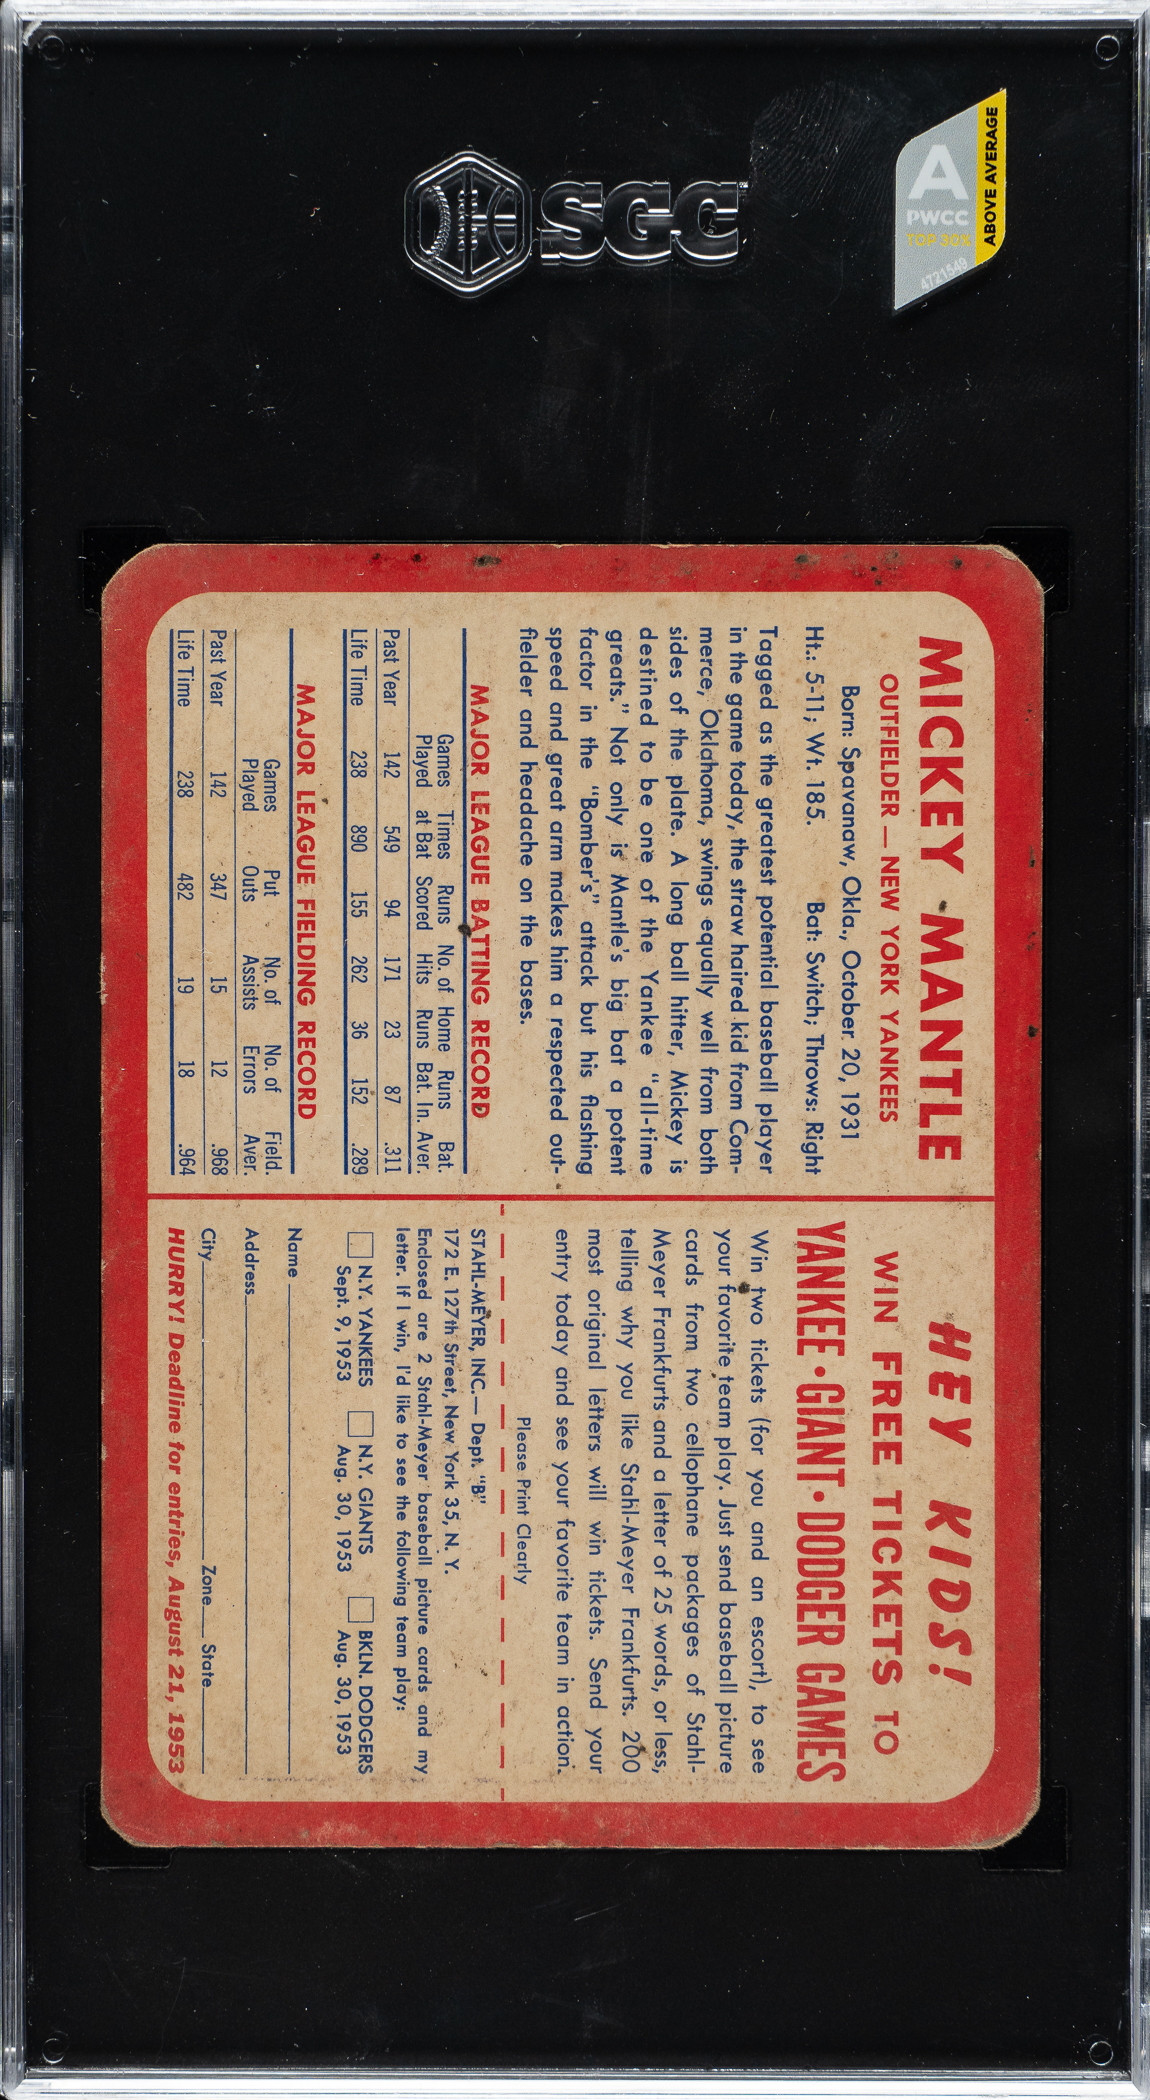 SGC
A
PWCC
TOP 30%
4721549
ABOVE AVERAGE
MICKEY MANTLE
OUTFIELDER — NEW YORK YANKEES
Born: Spavanaw, Okla., October 20, 1931
Ht.: 5-11; Wt. 185. Bat: Switch; Throws: Right
Tagged as the greatest potential baseball player
in the game today, the straw haired kid from Com-
merce, Oklahoma, swings equally well from both
sides of the plate. A long ball hitter, Mickey is
destined to be one of the Yankee "all-time
greats." Not only is Mantle's big bat a potent
factor in the "Bomber's" attack but his flashing
speed and great arm makes him a respected out-
fielder and headache on the bases.
MAJOR LEAGUE BATTING RECORD
Games Times Runs No. of Home Runs Bat.
Played at Bat Scored Hits Runs Bat. In. Aver.
Past Year 142 549 94 171 23 87 .311
Life Time 238 890 155 262 36 152 .289
MAJOR LEAGUE FIELDING RECORD
Games Put No. of No. of Field.
Played Outs Assists Errors Aver.
Past Year 142 347 15 12 .968
Life Time 238 482 19 18 .964
HEY KIDS!
WIN FREE TICKETS TO
YANKEE • GIANT • DODGER GAMES
Win two tickets (for you and an escort), to see
your favorite team play. Just send baseball picture
cards from two cellophane packages of Stahl-
Meyer Frankfurts and a letter of 25 words, or less,
telling why you like Stahl-Meyer Frankfurts. 200
most original letters will win tickets. Send your
entry today and see your favorite team in action.
Please Print Clearly
STAHL-MEYER, INC. — Dept. "B"
172 E. 127th Street, New York 35, N. Y.
Enclosed are 2 Stahl-Meyer baseball picture cards and my
letter. If I win, I'd like to see the following team play:
N.Y. YANKEES N.Y. GIANTS BKLN. DODGERS
Sept. 9, 1953 Aug. 30, 1953 Aug. 30, 1953
Name
Address
City Zone State
HURRY! Deadline for entries, August 21, 1953